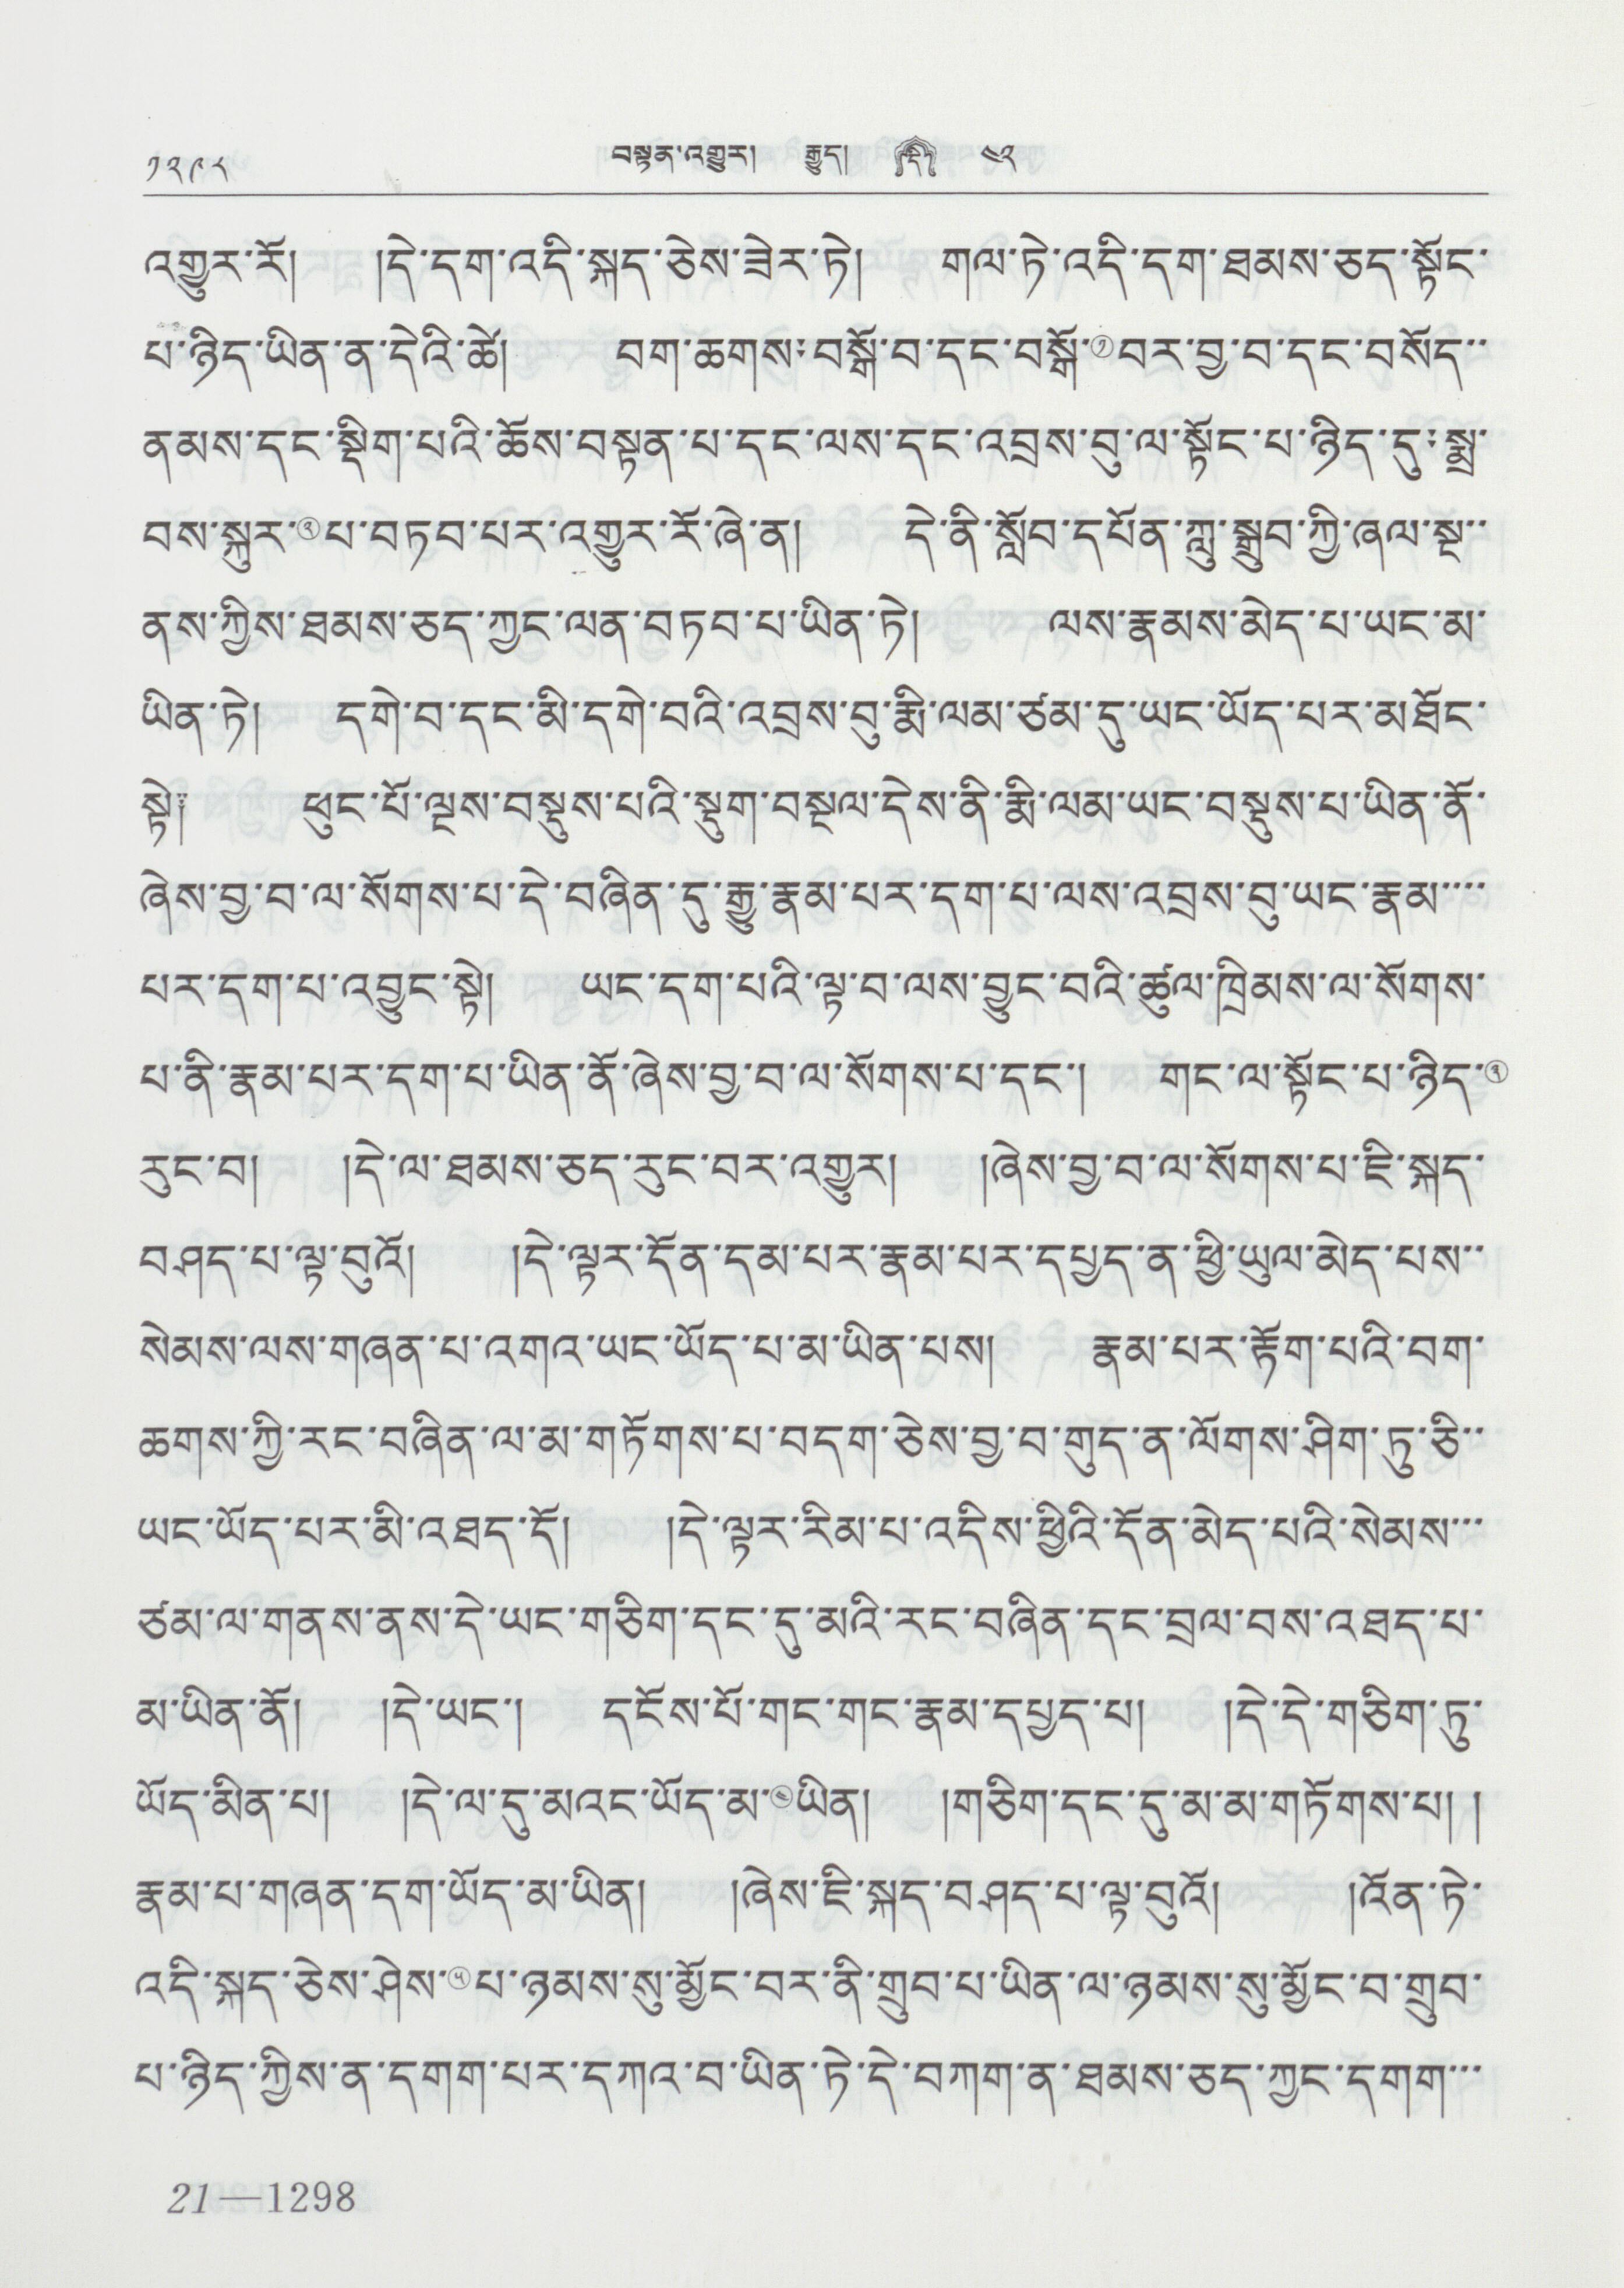 ༡༢༩༨ བསྟན་འགྱུར། རྒྱུད། ༼ངི༽ ༤༢
འགྱུར་རོ། །དེ་དག་འདི་སྐད་ཅེས་ཟེར་ཏེ། གལ་ཏེ་འདི་དག་ཐམས་ཅད་སྟོང་
པ་ཉིད་ཡིན་ན་དེའི་ཚེ། བག་ཆགས་བསྒོ་བ་དང་བསྒོ་①བར་བྱ་བ་དང་བསོད་་
ནམས་དང་སྡིག་པའི་ཆོས་བསྟན་པ་དང་ལས་དང་འབྲས་བུ་ལ་སྟོང་པ་ཉིད་དུ་སྨྲ་
བས་སྐུར་②པ་བཏབ་པར་འགྱུར་རོ་ཞེ་ན། དེ་ནི་སློབ་དཔོན་ཀླུ་སྒྲུབ་ཀྱི་ཞལ་སྔ་་
ནས་ཀྱིས་ཐམས་ཅད་ཀྱང་ལན་བཏབ་པ་ཡིན་ཏེ། ལས་རྣམས་མེད་པ་ཡང་མ་
ཡིན་ཏེ། དགེ་བ་དང་མི་དགེ་བའི་འབྲས་བུ་རྨི་ལམ་ཙམ་དུ་ཡང་ཡོད་པར་མཐོང་
སྟེ༑ ཕུང་པོ་ལྔས་བསྡུས་པའི་སྡུག་བསྔལ་དེས་ནི་རྨི་ལམ་ཡང་བསྡུས་པ་ཡིན་ནོ་
ཞེས་བྱ་བ་ལ་སོགས་པ་དེ་བཞིན་དུ་རྒྱུ་རྣམ་པར་དག་པ་ལས་འབྲས་བུ་ཡང་རྣམ་་་་
པར་དག་པ་འབྱུང་སྟེ། ཡང་དག་པའི་ལྟ་བ་ལས་བྱུང་བའི་ཚུལ་ཁྲིམས་ལ་སོགས་
པ་ནི་རྣམ་པར་དག་པ་ཡིན་ནོ་ཞེས་བྱ་བ་ལ་སོགས་པ་དང་། གང་ལ་སྟོང་པ་ཉིད་③
རུང་བ། །དེ་ལ་ཐམས་ཅད་རུང་བར་འགྱུར། །ཞེས་བྱ་བ་ལ་སོགས་པ་ཇི་སྐད་
བཤད་པ་ལྟ་བུའོ། །དེ་ལྟར་དོན་དམ་པར་རྣམ་པར་དཔྱད་ན་ཕྱི་ཡུལ་མེད་པས་་
སེམས་ལས་གཞན་པ་འགའ་ཡང་ཡོད་པ་མ་ཡིན་པས། རྣམ་པར་རྟོག་པའི་བག་
ཆགས་ཀྱི་རང་བཞིན་ལ་མ་གཏོགས་པ་བདག་ཅེས་བྱ་བ་གུད་ན་ལོགས་ཤིག་ཏུ་ཅི་་
ཡང་ཡོད་པར་མི་འཐད་དོ། །དེ་ལྟར་རིམ་པ་འདིས་ཕྱིའི་དོན་མེད་པའི་སེམས་་་
ཙམ་ལ་གནས་ནས་དེ་ཡང་གཅིག་དང་དུ་མའི་རང་བཞིན་དང་བྲལ་བས་འཐད་པ་
མ་ཡིན་ནོ། །དེ་ཡང་། དངོས་པོ་གང་གང་རྣམ་དཔྱད་པ། །དེ་དེ་གཅིག་ཏུ་
ཡོད་མིན་པ། །དེ་ལ་དུ་མའང་ཡོད་མ་④ཡིན། །གཅིག་དང་དུ་མ་མ་གཏོགས་པ། །
རྣམ་པ་གཞན་དག་ཡོད་མ་ཡིན། །ཞེས་ཇི་སྐད་བཤད་པ་ལྟ་བུའོ། །འོན་ཏེ་
འདི་སྐད་ཅེས་ཤེས་⑤པ་ཉམས་སུ་མྱོང་བར་ནི་གྲུབ་པ་ཡིན་ལ་ཉམས་སུ་མྱོང་བ་གྲུབ་
པ་ཉིད་ཀྱིས་ན་དགག་པར་དཀའ་བ་ཡིན་ཏེ་དེ་བཀག་ན་ཐམས་ཅད་ཀྱང་དགག་་་
21—1298